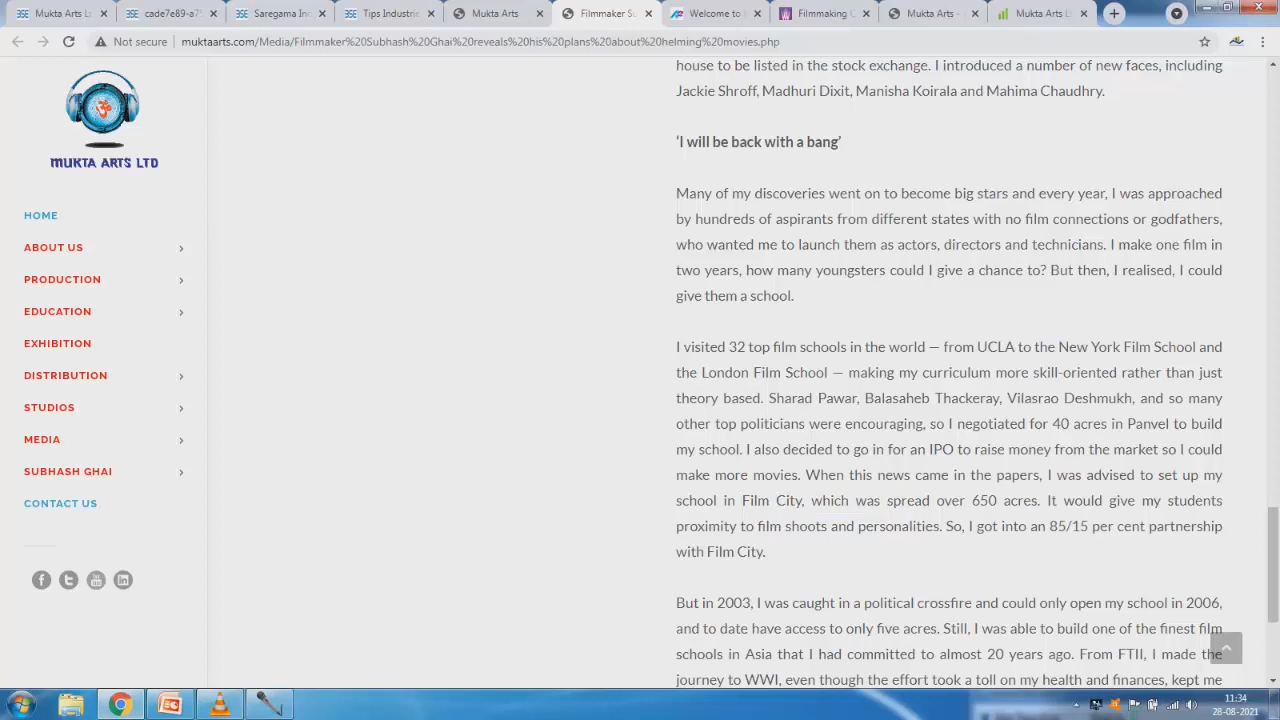 Mukta Arts Lt
cade7e89-a75
Saregama Ind
Tips Industrie
Mukta Arts
Filmmaker Su
Welcome to
Filmmaking C
Mukta Arts -
Mukta Arts L
Not secure
muktaarts.com/Media/Filmmaker%20Subhash%20Ghai%20reveals%20his%20plans%20about%20helming%20movies.php
MUKTA ARTS LTD
HOME
ABOUT US
PRODUCTION
EDUCATION
EXHIBITION
DISTRIBUTION
STUDIOS
MEDIA
SUBHASH GHAI
CONTACT US
house to be listed in the stock exchange. I introduced a number of new faces, including
Jackie Shroff, Madhuri Dixit, Manisha Koirala and Mahima Chaudhry.
‘I will be back with a bang’
Many of my discoveries went on to become big stars and every year, I was approached
by hundreds of aspirants from different states with no film connections or godfathers,
who wanted me to launch them as actors, directors and technicians. I make one film in
two years, how many youngsters could I give a chance to? But then, I realised, I could
give them a school.
I visited 32 top film schools in the world — from UCLA to the New York Film School and
the London Film School — making my curriculum more skill-oriented rather than just
theory based. Sharad Pawar, Balasaheb Thackeray, Vilasrao Deshmukh, and so many
other top politicians were encouraging, so I negotiated for 40 acres in Panvel to build
my school. I also decided to go in for an IPO to raise money from the market so I could
make more movies. When this news came in the papers, I was advised to set up my
school in Film City, which was spread over 650 acres. It would give my students
proximity to film shoots and personalities. So, I got into an 85/15 per cent partnership
with Film City.
But in 2003, I was caught in a political crossfire and could only open my school in 2006,
and to date have access to only five acres. Still, I was able to build one of the finest film
schools in Asia that I had committed to almost 20 years ago. From FTII, I made the
journey to WWI, even though the effort took a toll on my health and finances, kept me
11:34
28-08-2021